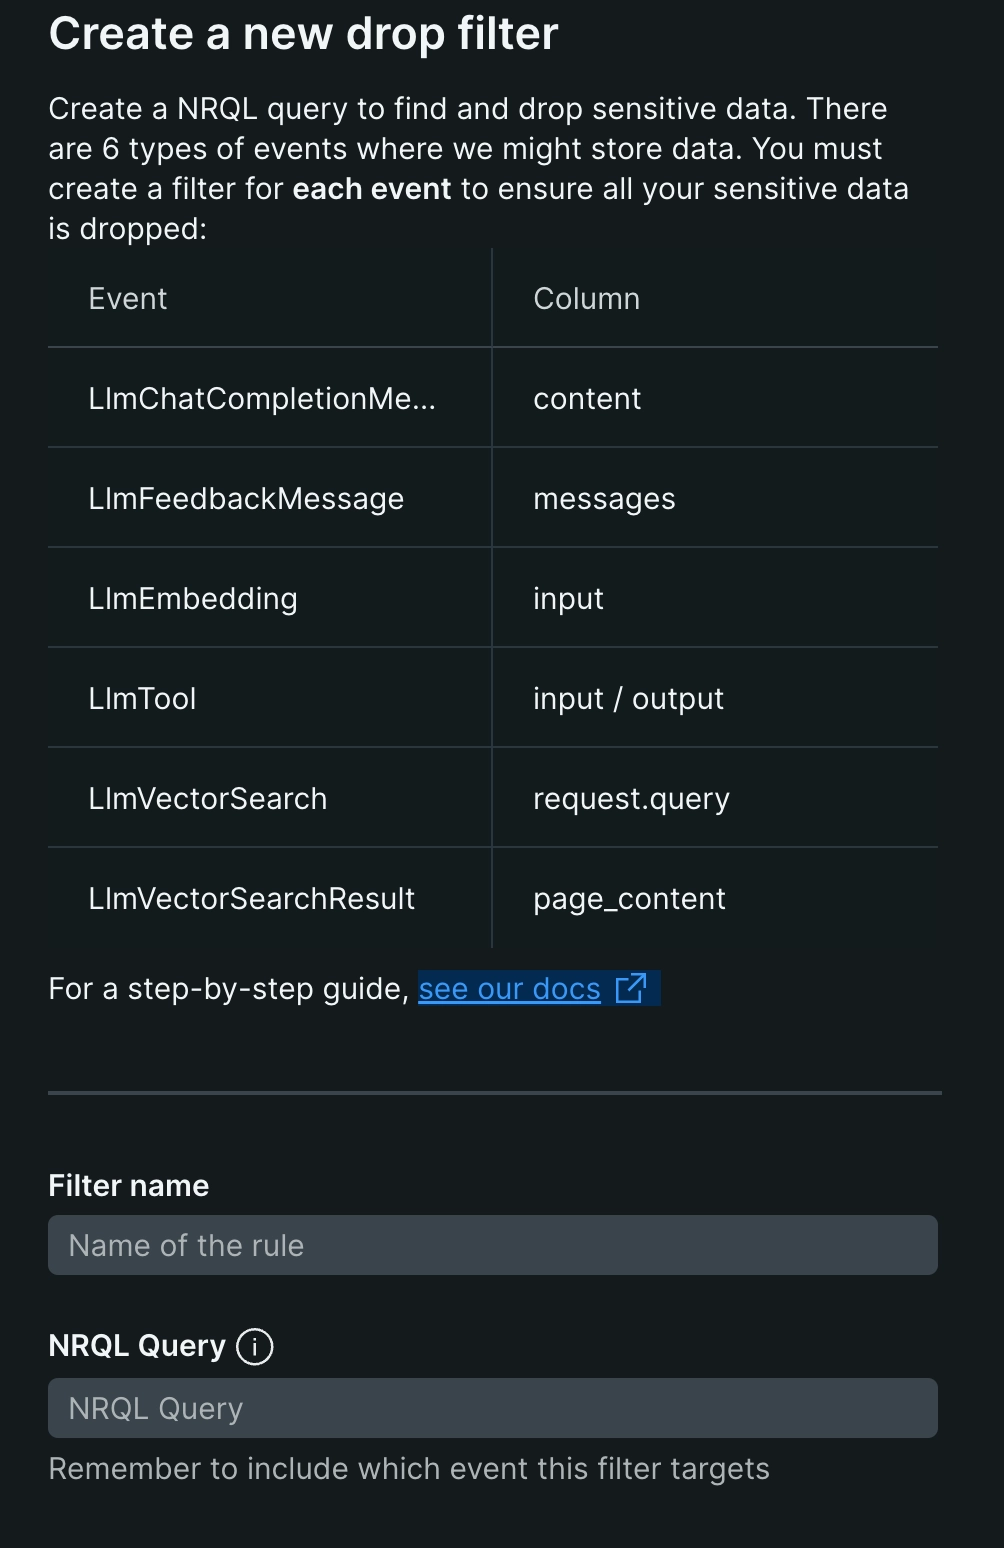 Create a new drop filter
Create a NRQL query to find and drop sensitive data. There
are 6 types of events where we might store data. You must
create a filter for each event to ensure all your sensitive data
is dropped:
Event Column
LlmChatCompletionMe... content
LlmFeedbackMessage messages
LlmEmbedding input
LlmTool input / output
LlmVectorSearch request.query
LlmVectorSearchResult page_content
For a step-by-step guide, see our docs
Filter name
Name of the rule
NRQL Query
NRQL Query
Remember to include which event this filter targets